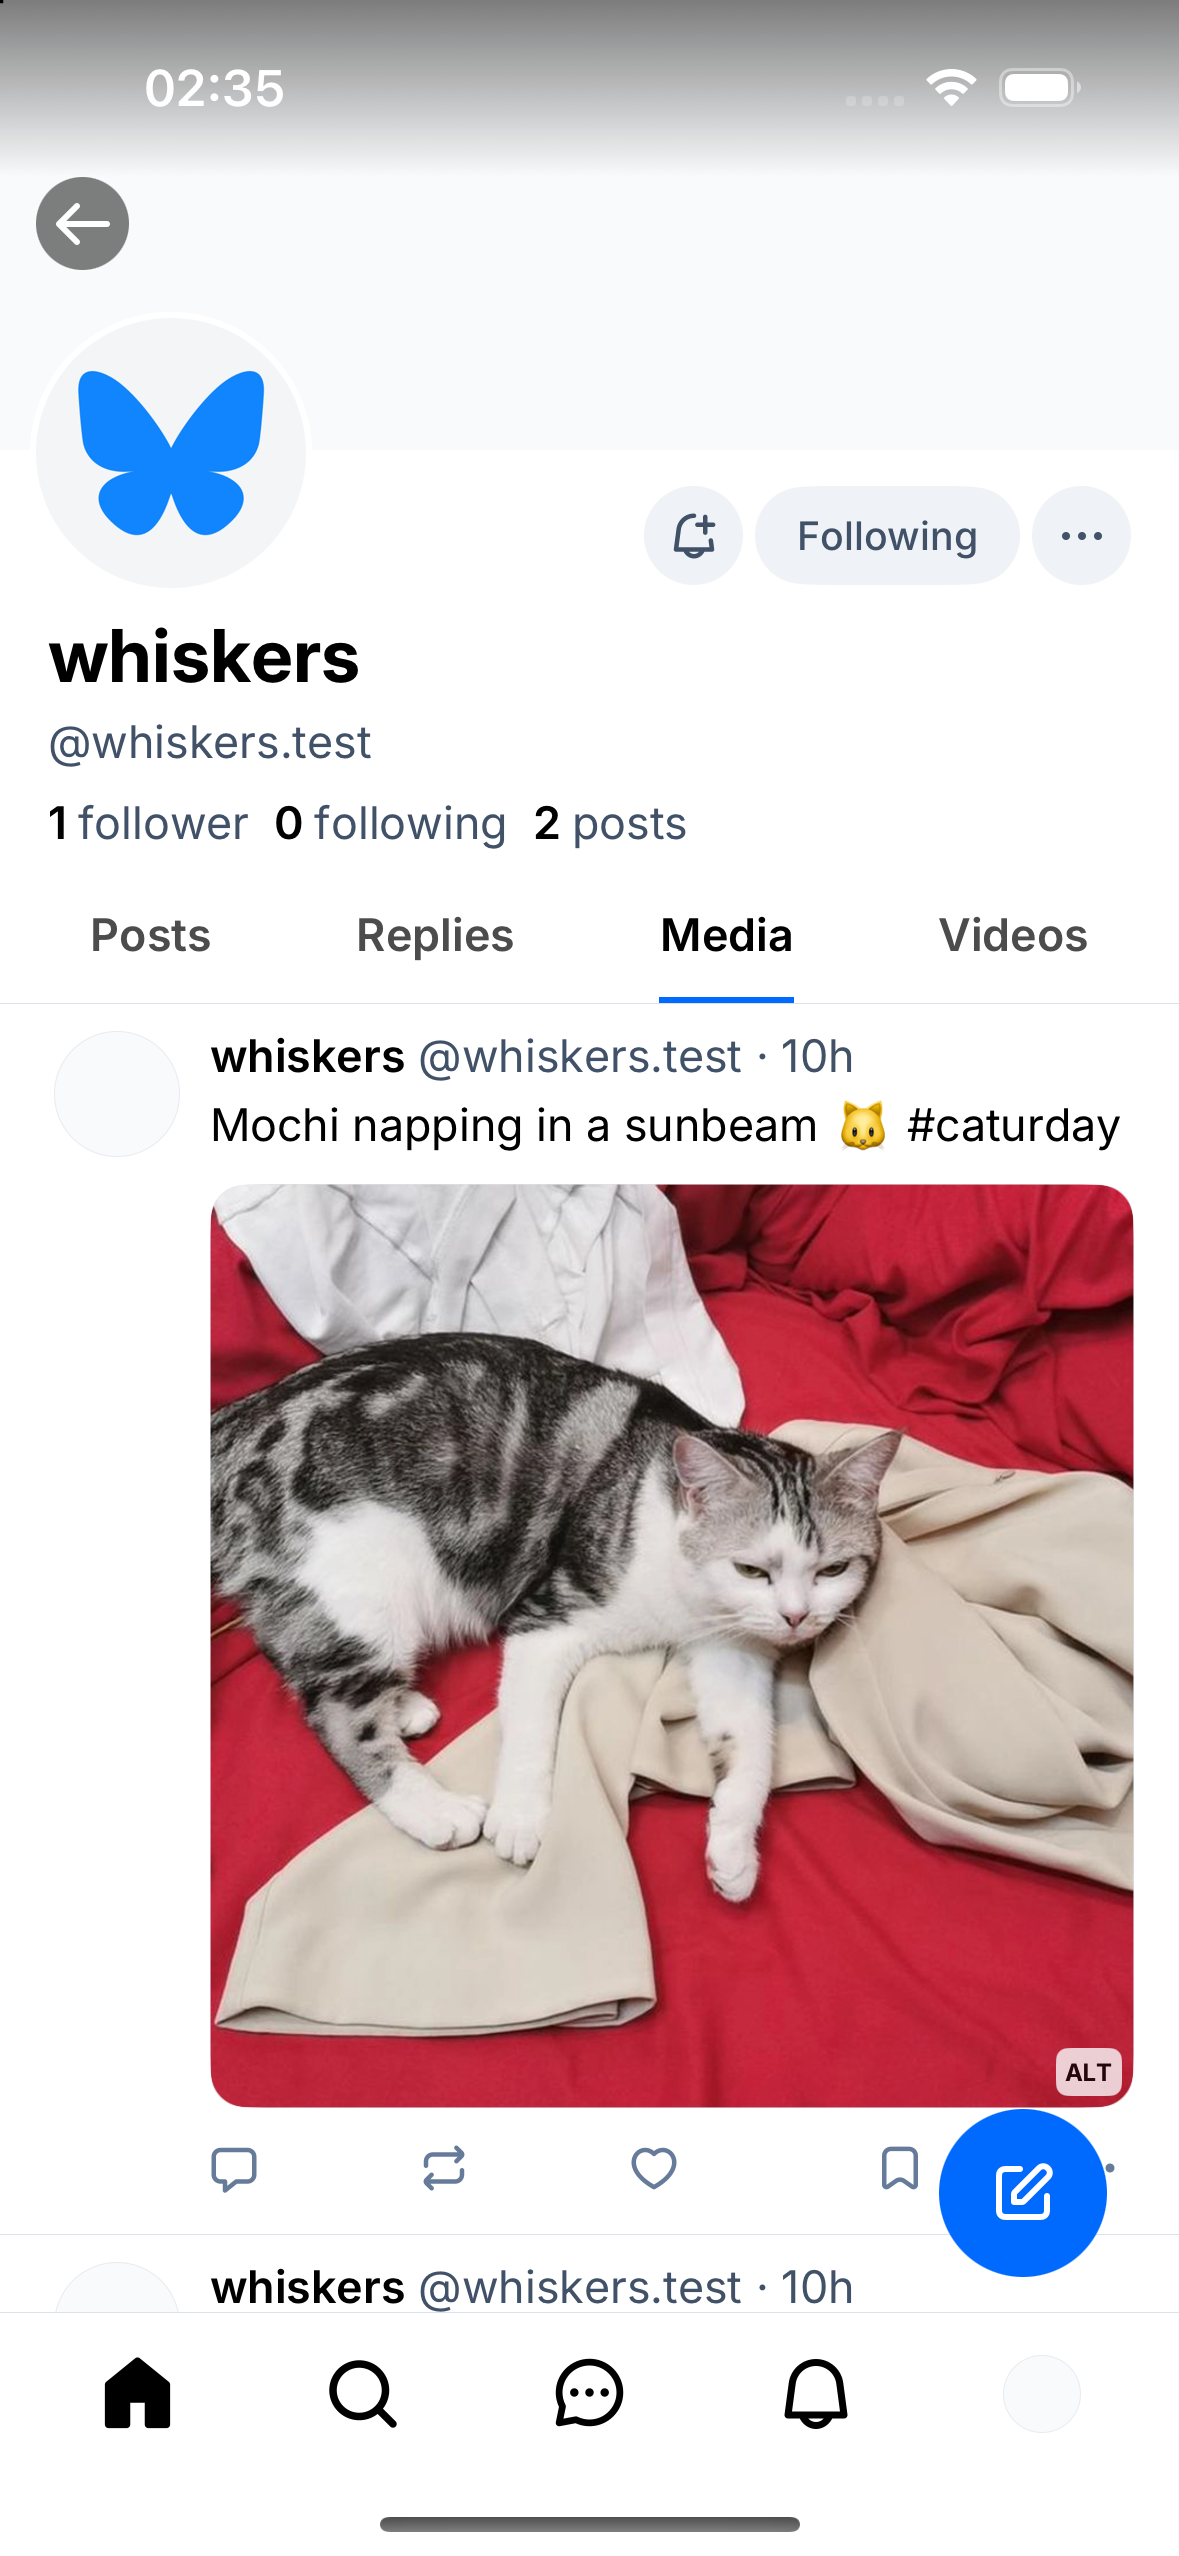 02:35
Following
whiskers
@whiskers.test
1 follower 0 following 2 posts
Posts Replies Media Videos
whiskers @whiskers.test · 10h
Mochi napping in a sunbeam 🐱 #caturday
ALT
whiskers @whiskers.test · 10h